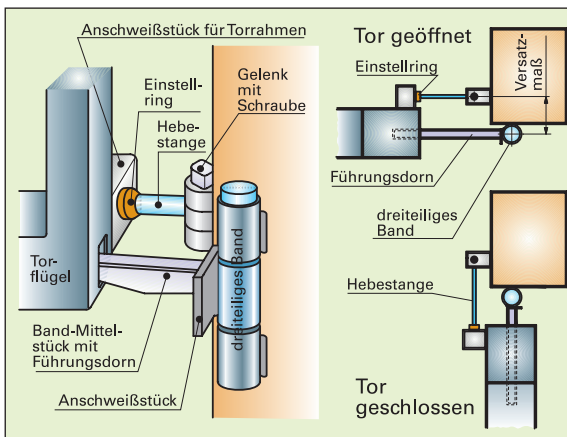 Anschweißstück für Torrahmen
Einstell-
ring
Hebe-
stange
Gelenk
mit
Schraube
Tor-
flügel
dreiteiliges Band
Band-Mittel-
stück mit
Führungsdorn
Anschweißstück
Tor geöffnet
Einstellring
Versatz-
maß
Führungsdorn
dreiteiliges
Band
Hebestange
Tor
geschlossen